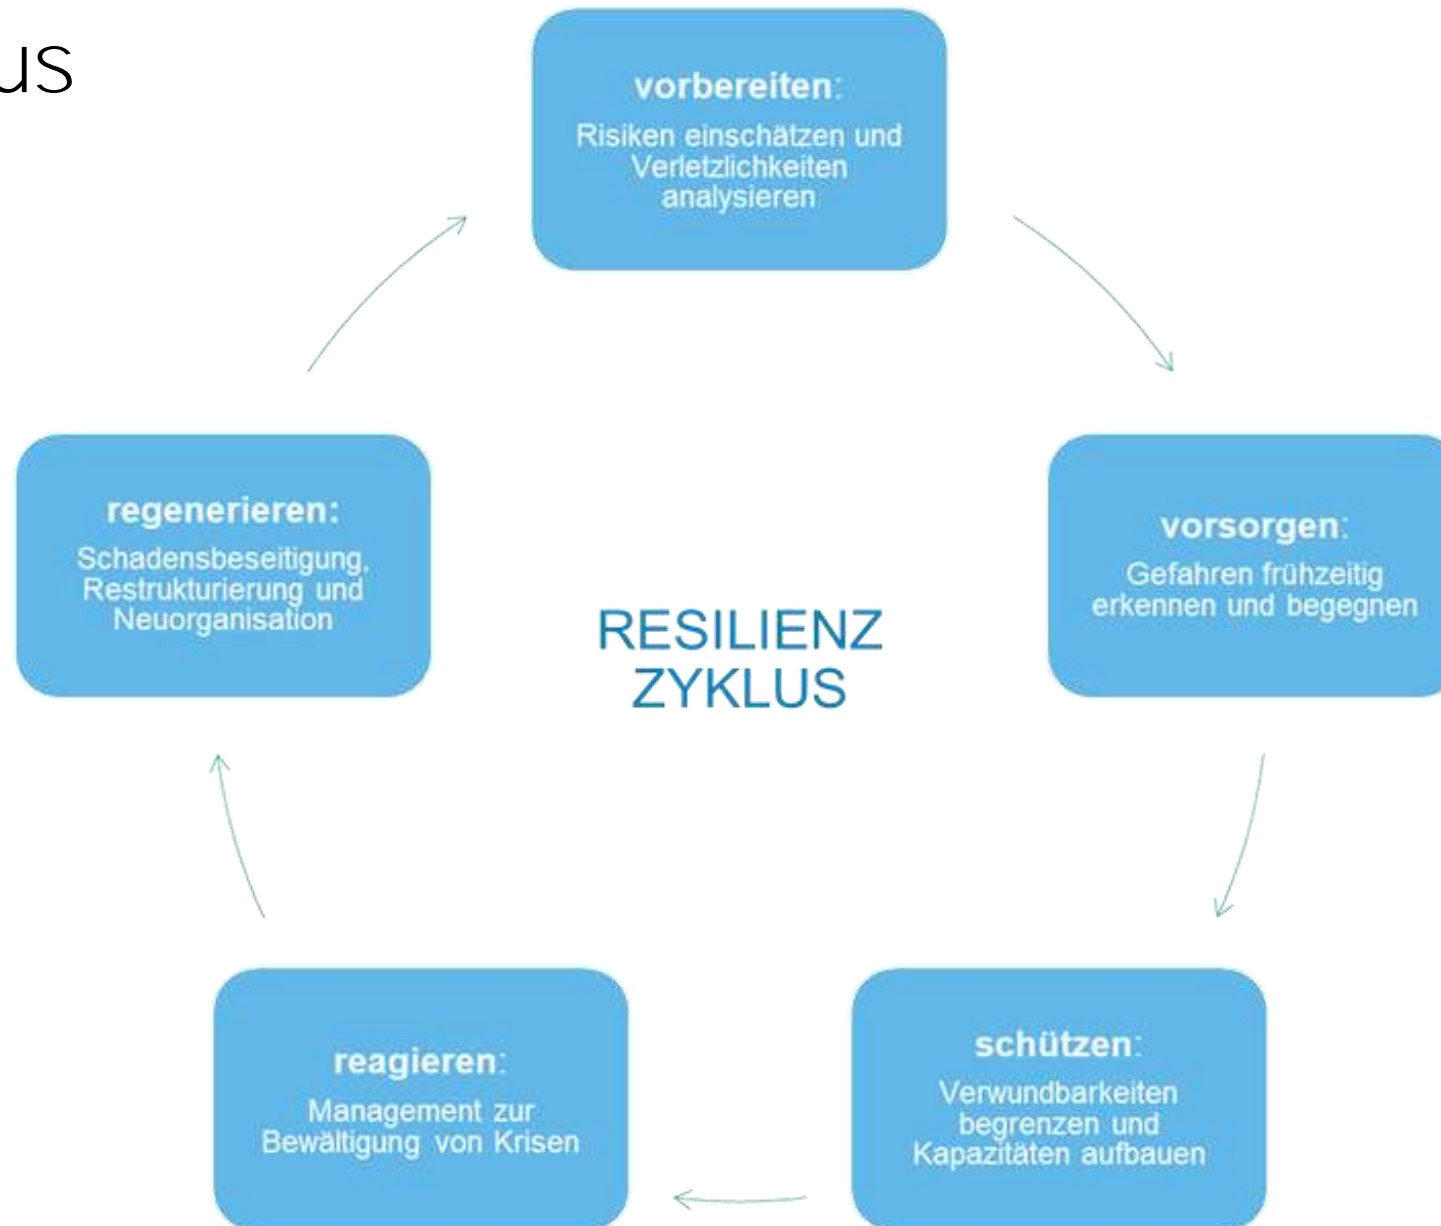 us
vorbereiten:
Risiken einschätzen und
Verletzlichkeiten
analysieren
vorsorgen:
Gefahren frühzeitig
erkennen und begegnen
schützen:
Verwundbarkeiten
begrenzen und
Kapazitäten aufbauen
reagieren:
Management zur
Bewältigung von Krisen
regenerieren:
Schadensbeseitigung,
Restrukturierung und
Neuorganisation
RESILIENZ
ZYKLUS